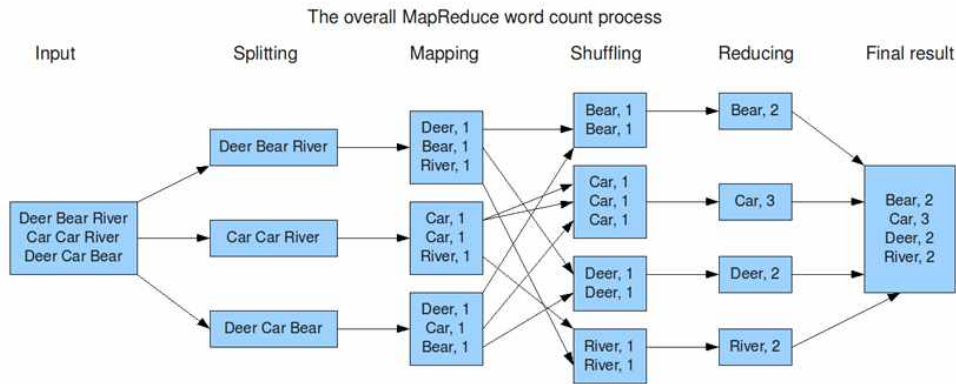 The overall MapReduce word count process
Input
Splitting
Mapping
Shuffling
Reducing
Final result
Deer Bear River
Car Car River
Deer Car Bear
Deer Bear River
Car Car River
Deer Car Bear
Deer, 1
Bear, 1
River, 1
Car, 1
Car, 1
River, 1
Deer, 1
Car, 1
Bear, 1
Bear, 1
Bear, 1
Car, 1
Car, 1
Car, 1
Deer, 1
Deer, 1
River, 1
River, 1
Bear, 2
Car, 3
Deer, 2
River, 2
Bear, 2
Car, 3
Deer, 2
River, 2